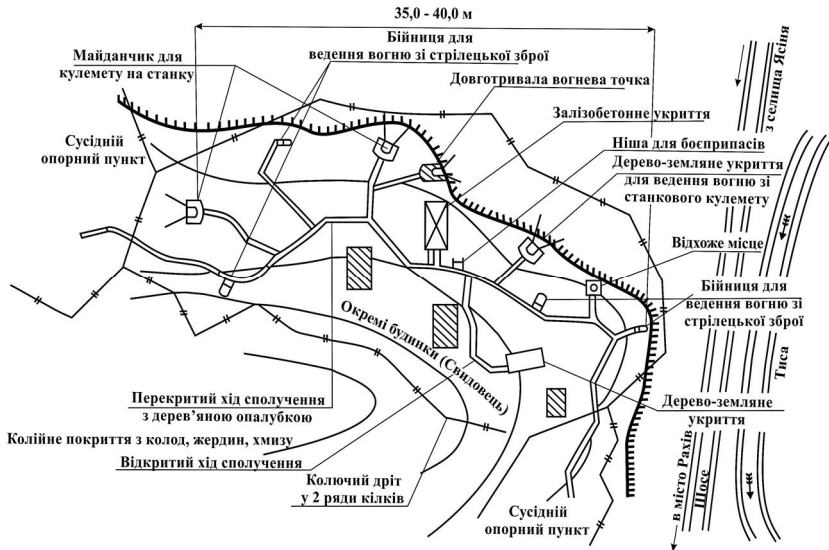 35,0 - 40,0 м
Бійниця для
ведення вогню зі стрілецької зброї
Майданчик для
кулемету на станку
Довготривала вогнева точка
Залізобетонне укриття
Сусідній
опорний пункт
Ніша для боєприпасів
Дерево-земляне укриття
для ведення вогню зі
станкового кулемету
з селища Ясіня
Відхоже місце
Бійниця для
ведення вогню зі
стрілецької зброї
Тиса
Окремі будинки (Свидовець)
Перекритий хід сполучення
з дерев’яною опалубкою
Дерево-земляне
укриття
Колійне покриття з колод, жердин, хмизу
Відкритий хід сполучення
Колючий дріт
у 2 ряди кілків
Сусідній
опорний пункт
в місто Рахів
Шосе